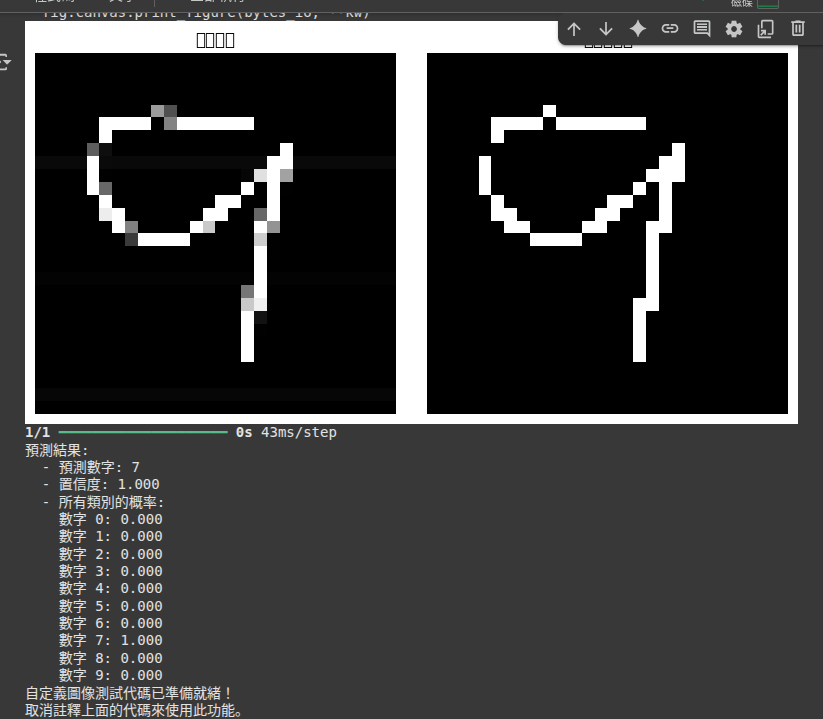 fig.canvas.print_figure(bytes_io, **kw)
1/1 0s 43ms/step
預測結果:
- 預測數字: 7
- 置信度: 1.000
- 所有類別的概率:
數字 0: 0.000
數字 1: 0.000
數字 2: 0.000
數字 3: 0.000
數字 4: 0.000
數字 5: 0.000
數字 6: 0.000
數字 7: 1.000
數字 8: 0.000
數字 9: 0.000
自定義圖像測試代碼已準備就緒！
取消註釋上面的代碼來使用此功能。